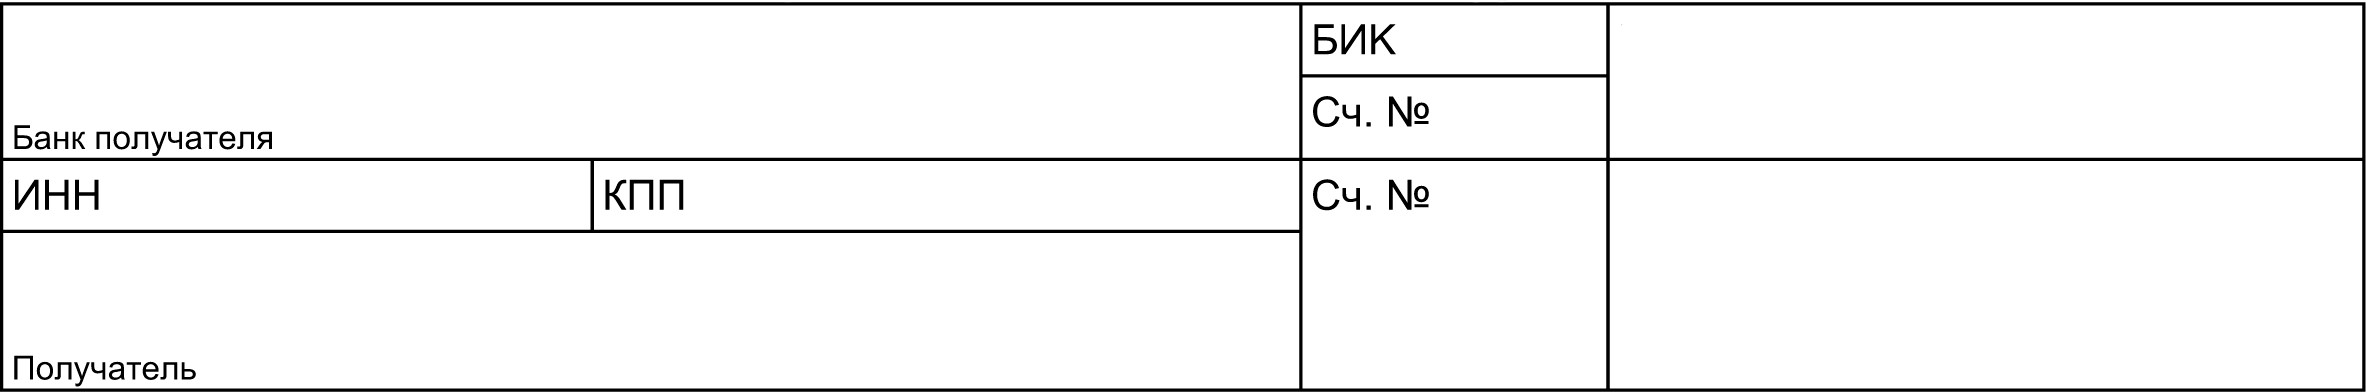 БИК
Сч. №
Банк получателя
ИНН
КПП
Сч. №
Получатель